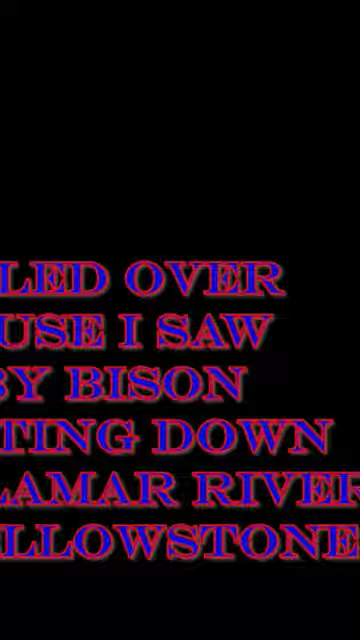 LED OVER
USE I SAW
BY BISON
TING DOWN
LAMAR RIVER
LLOWSTONE